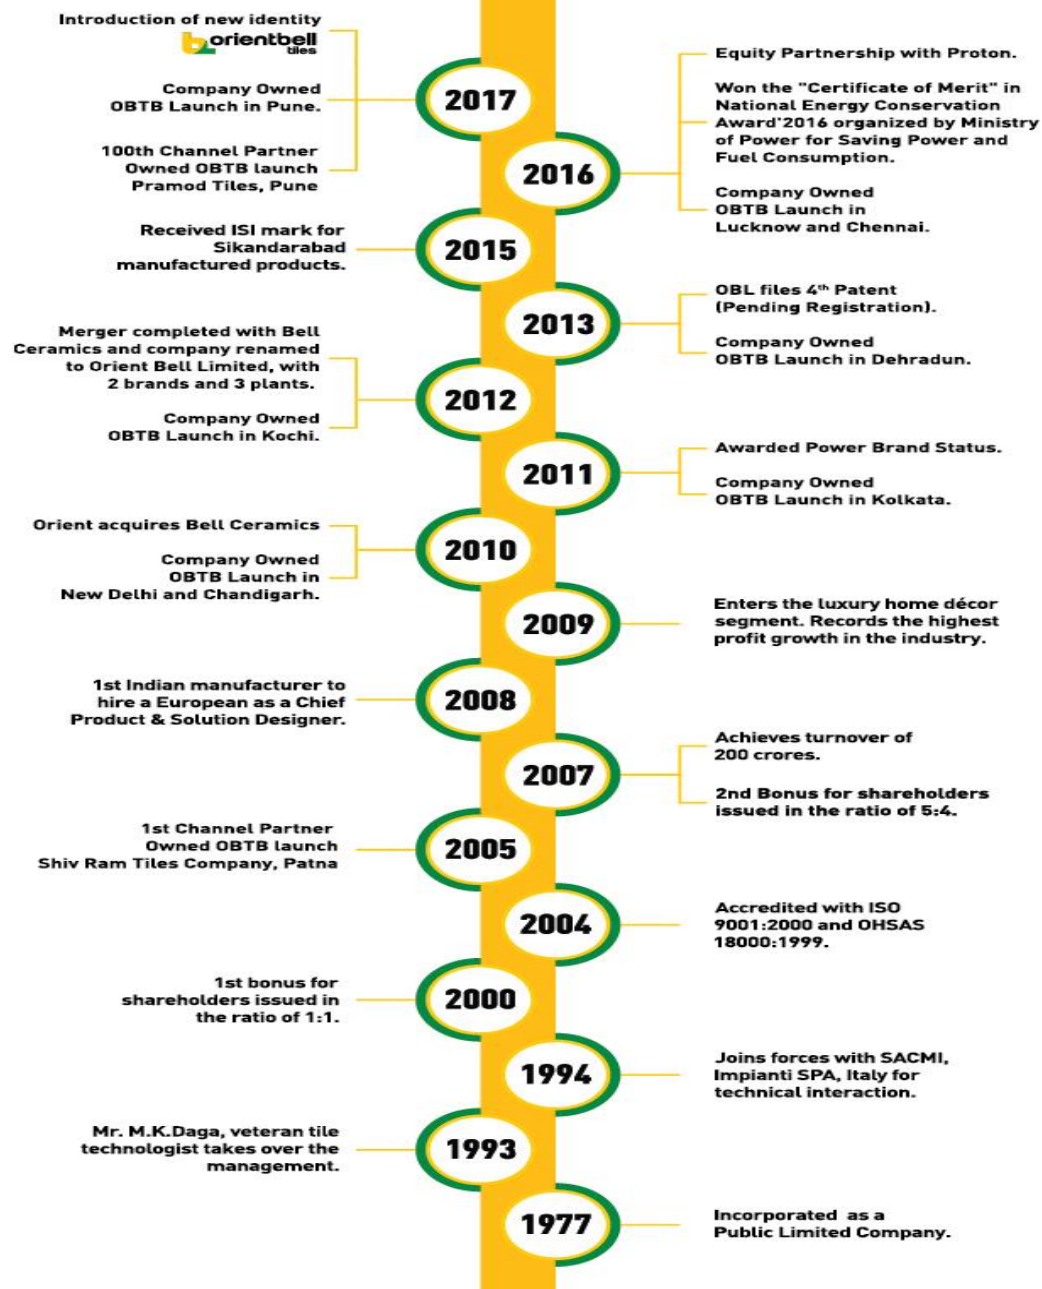 Introduction of new identity
orientbell
tiles
Company Owned
OBTB Launch in Pune.
100th Channel Partner
Owned OBTB launch
Pramod Tiles, Pune
2017
Equity Partnership with Proton.
Won the "Certificate of Merit" in
National Energy Conservation
Award'2016 organized by Ministry
of Power for Saving Power and
Fuel Consumption.
Company Owned
OBTB Launch in
Lucknow and Chennai.
2016
Received ISI mark for
Sikandarabad
manufactured products.
2015
OBL files 4th Patent
(Pending Registration).
Company Owned
OBTB Launch in Dehradun.
2013
Merger completed with Bell
Ceramics and company renamed
to Orient Bell Limited, with
2 brands and 3 plants.
Company Owned
OBTB Launch in Kochi.
2012
Awarded Power Brand Status.
Company Owned
OBTB Launch in Kolkata.
2011
Orient acquires Bell Ceramics
Company Owned
OBTB Launch in
New Delhi and Chandigarh.
2010
Enters the luxury home décor
segment. Records the highest
profit growth in the industry.
2009
1st Indian manufacturer to
hire a European as a Chief
Product & Solution Designer.
2008
Achieves turnover of
200 crores.
2nd Bonus for shareholders
issued in the ratio of 5:4.
2007
1st Channel Partner
Owned OBTB launch
Shiv Ram Tiles Company, Patna
2005
Accredited with ISO
9001:2000 and OHSAS
18000:1999.
2004
1st bonus for
shareholders issued in
the ratio of 1:1.
2000
Joins forces with SACMI,
Impianti SPA, Italy for
technical interaction.
1994
Mr. M.K.Daga, veteran tile
technologist takes over the
management.
1993
Incorporated as a
Public Limited Company.
1977